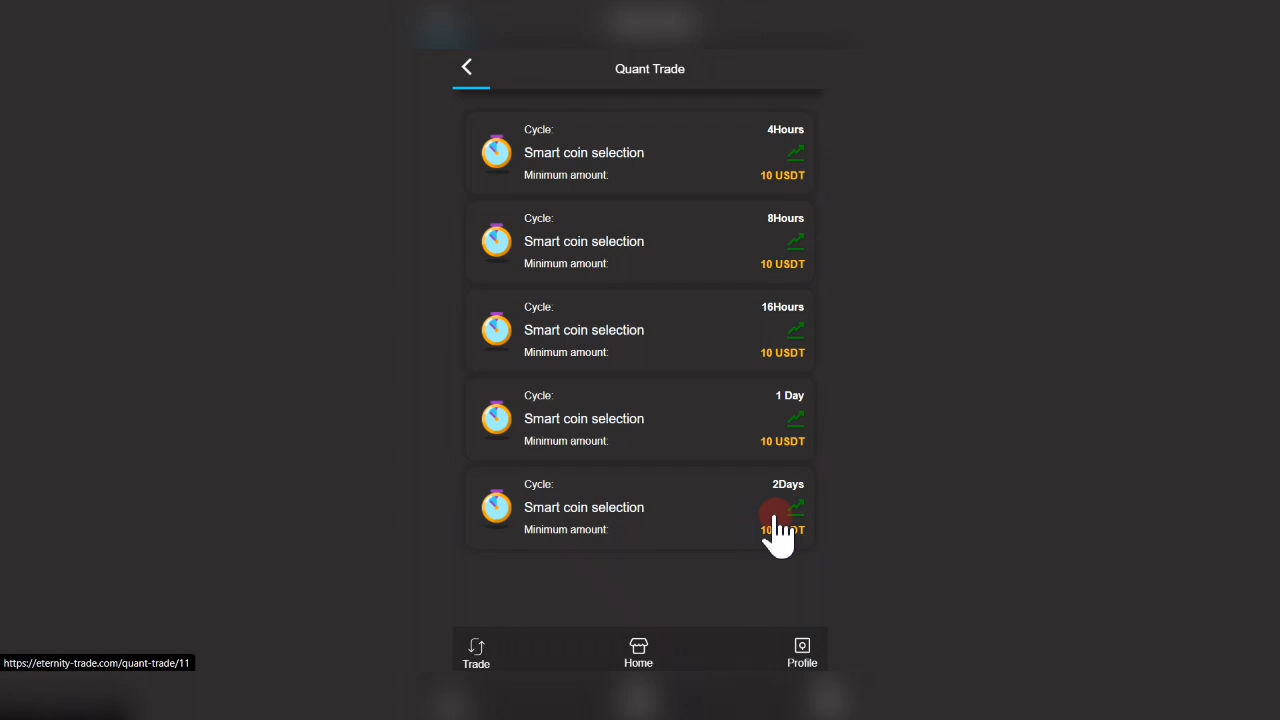 Quant Trade
Cycle: 4Hours
Smart coin selection
Minimum amount: 10 USDT
Cycle: 8Hours
Smart coin selection
Minimum amount: 10 USDT
Cycle: 16Hours
Smart coin selection
Minimum amount: 10 USDT
Cycle: 1 Day
Smart coin selection
Minimum amount: 10 USDT
Cycle: 2Days
Smart coin selection
Minimum amount:
Trade Home Profile
https://eternity-trade.com/quant-trade/11